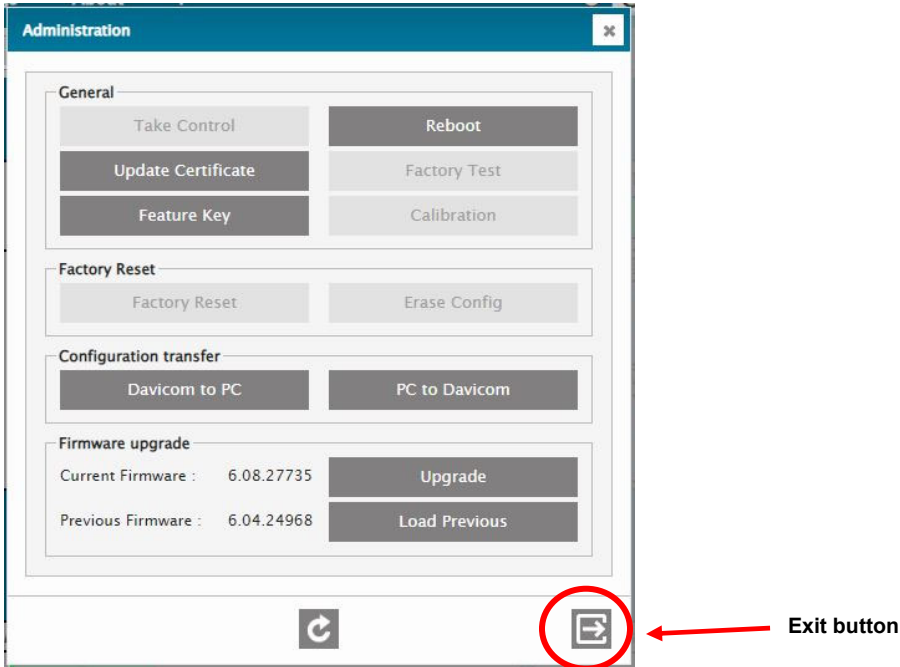 Administration
General
Take Control
Reboot
Update Certificate
Factory Test
Feature Key
Calibration
Factory Reset
Factory Reset
Erase Config
Configuration transfer
Davicom to PC
PC to Davicom
Firmware upgrade
Current Firmware : 6.08.27735
Upgrade
Previous Firmware : 6.04.24968
Load Previous
Exit button